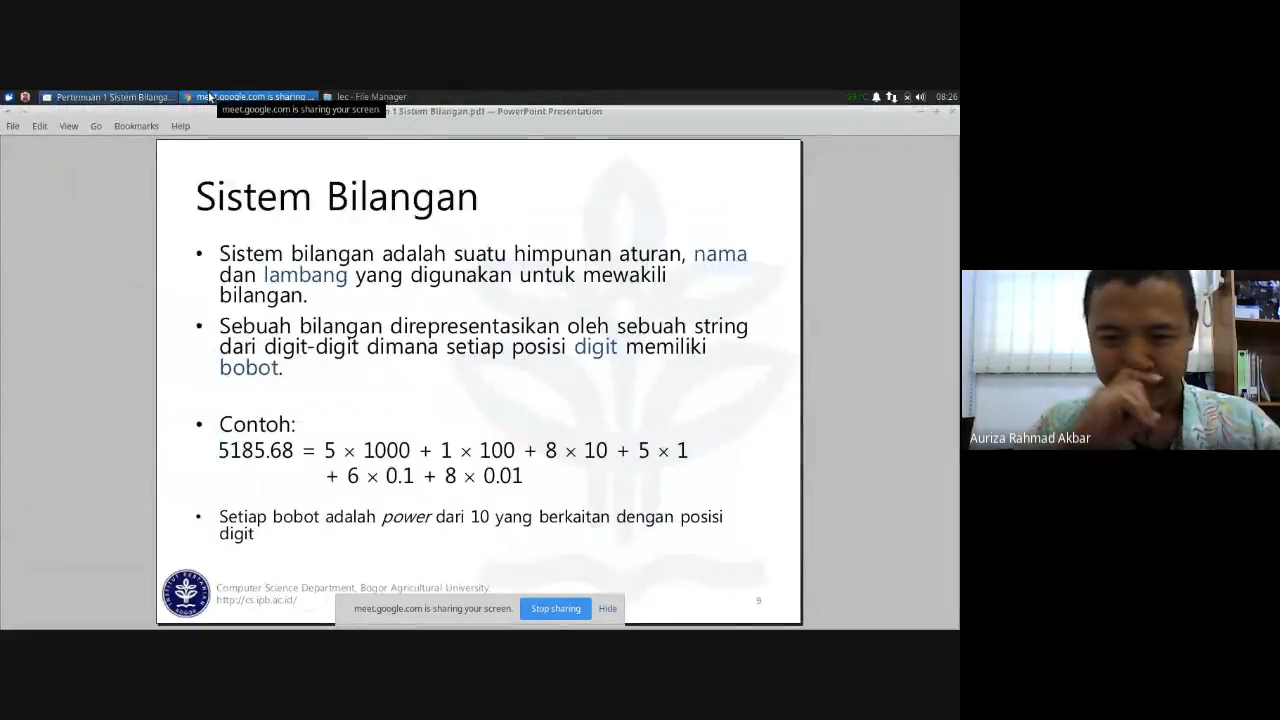 Pertemuan 1 Sistem Bilanga...
meet.google.com is sharing ...
lec - File Manager
08:26
meet.google.com is sharing your screen.
1 Sistem Bilangan.pdf — PowerPoint Presentation
File Edit View Go Bookmarks Help
Sistem Bilangan
• Sistem bilangan adalah suatu himpunan aturan, nama
dan lambang yang digunakan untuk mewakili
bilangan.
• Sebuah bilangan direpresentasikan oleh sebuah string
dari digit-digit dimana setiap posisi digit memiliki
bobot.
• Contoh:
5185.68 = 5 × 1000 + 1 × 100 + 8 × 10 + 5 × 1
+ 6 × 0.1 + 8 × 0.01
• Setiap bobot adalah power dari 10 yang berkaitan dengan posisi
digit
Computer Science Department, Bogor Agricultural University.
http://cs.ipb.ac.id/
9
INSTITUT PERTANIAN
BOGOR
meet.google.com is sharing your screen. Stop sharing Hide
Auriza Rahmad Akbar